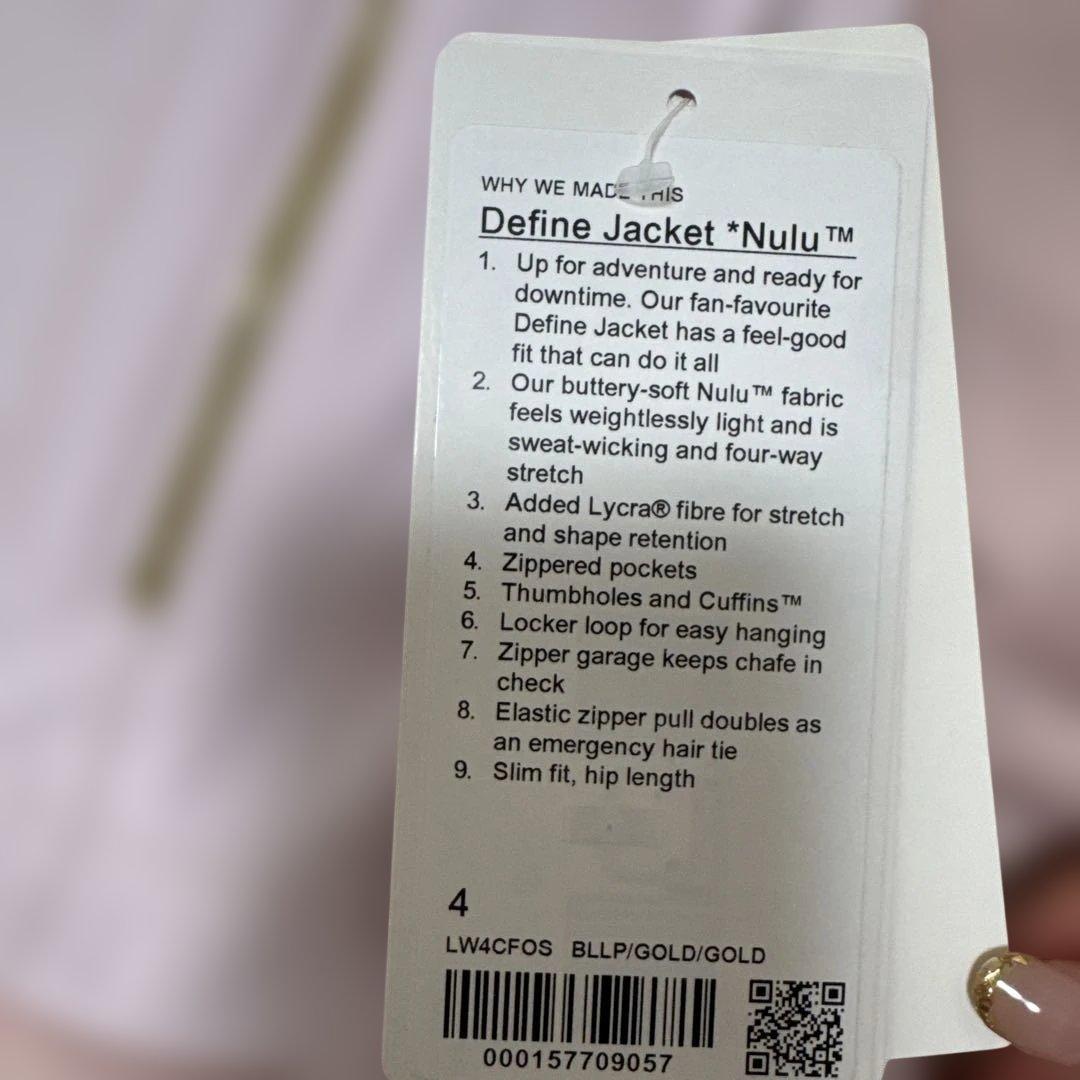 WHY WE MADE THIS
Define Jacket *Nulu™
1. Up for adventure and ready for
downtime. Our fan-favourite
Define Jacket has a feel-good
fit that can do it all
2. Our buttery-soft Nulu™ fabric
feels weightlessly light and is
sweat-wicking and four-way
stretch
3. Added Lycra® fibre for stretch
and shape retention
4. Zippered pockets
5. Thumbholes and Cuffins™
6. Locker loop for easy hanging
7. Zipper garage keeps chafe in
check
8. Elastic zipper pull doubles as
an emergency hair tie
9. Slim fit, hip length
4
LW4CFOS BLLP/GOLD/GOLD
000157709057